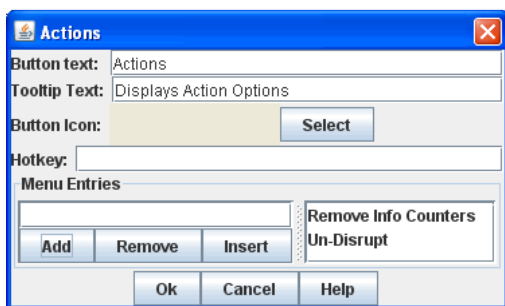 Actions
Button text: Actions
Tooltip Text: Displays Action Options
Button Icon: Select
Hotkey:
Menu Entries
Remove Info Counters
Un-Disrupt
Add Remove Insert
Ok Cancel Help